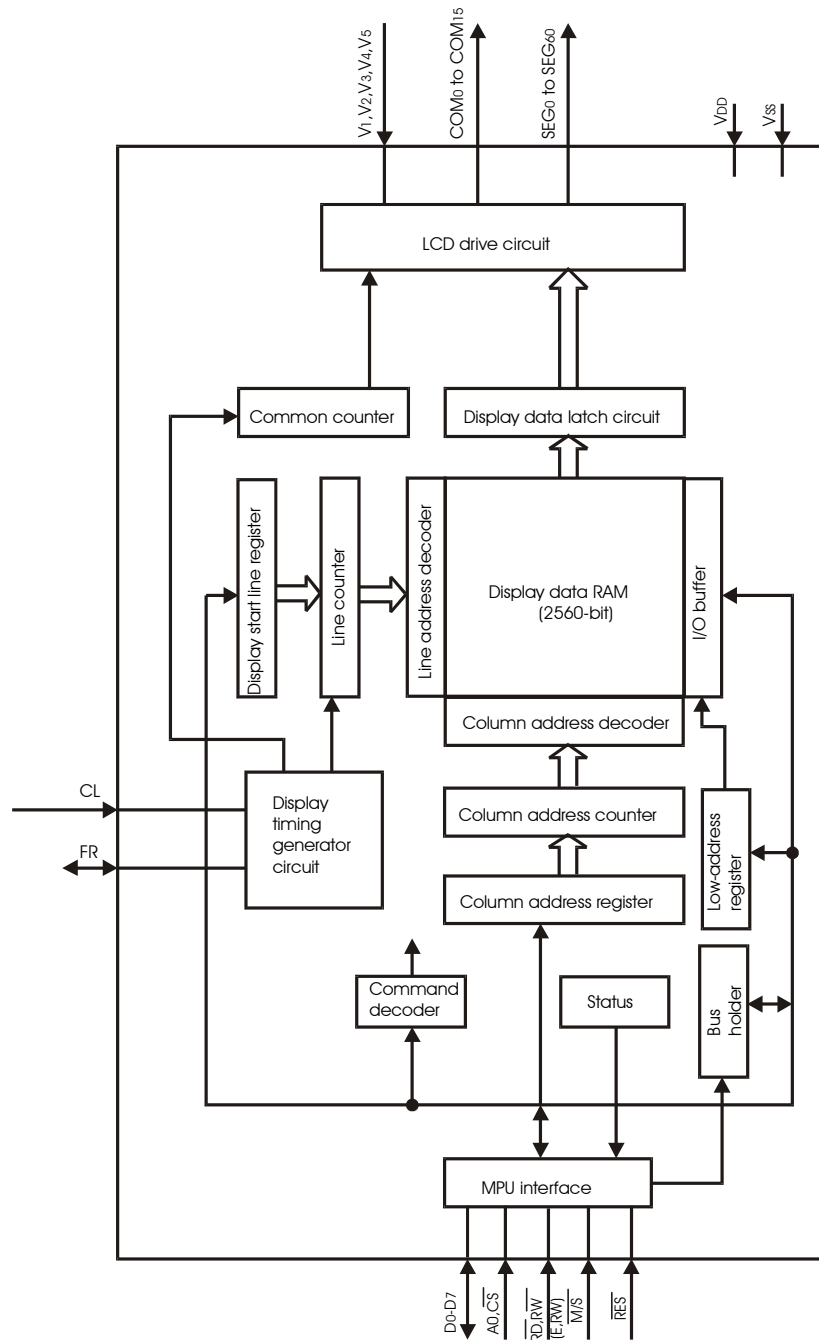 V1,V2,V3,V4,V5
COM0 to COM15
SEG0 to SEG60
VDD
VSS
LCD drive circuit
Common counter
Display data latch circuit
Display start line register
Line counter
Line address decoder
Display data RAM
(2560-bit)
I/O buffer
Column address decoder
CL
Display
timing
generator
circuit
Column address counter
FR
Column address register
Low-address
register
Command
decoder
Status
Bus
holder
MPU interface
D0-D7
A0,CS
RD,RW
(E,RW)
M/S
RES